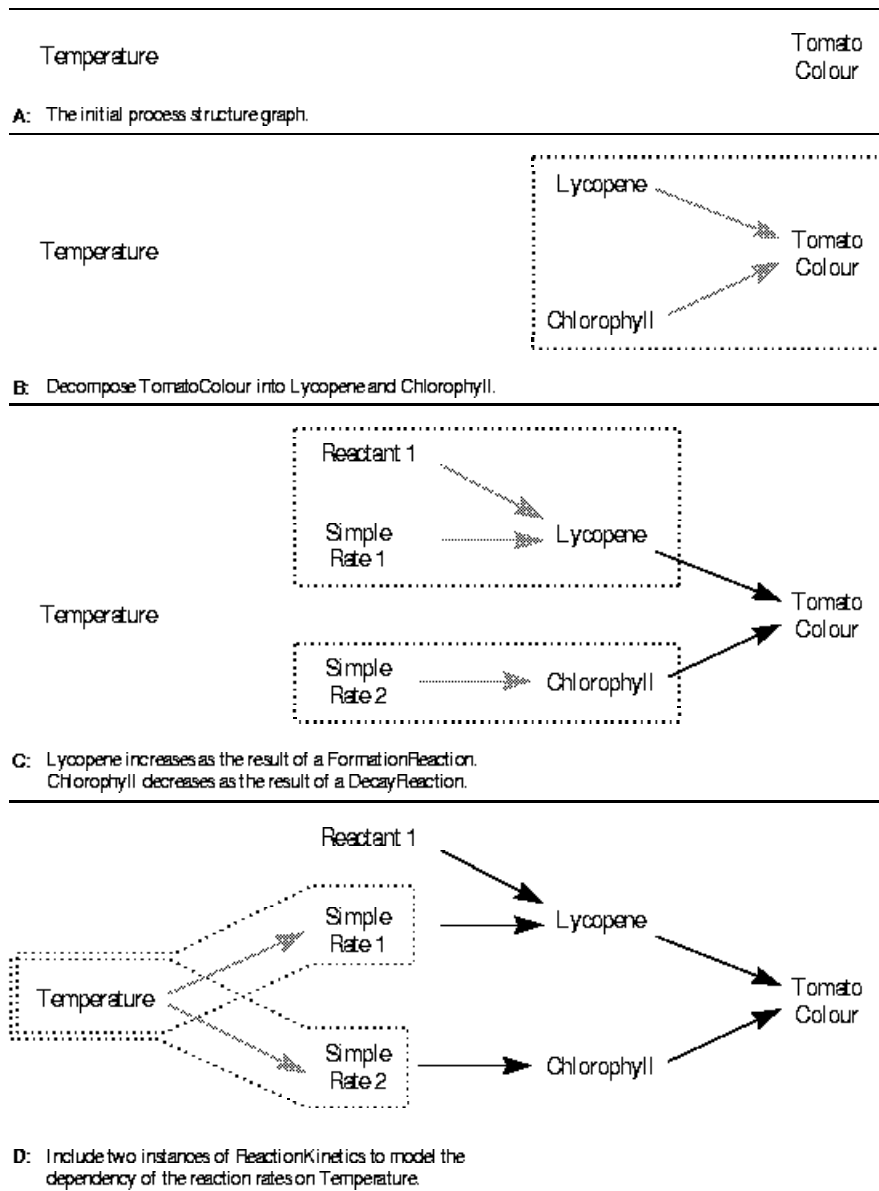 Temperature
Tomato
Colour
A: The initial process structure graph.
Lycopene
Temperature
Tomato
Colour
Chlorophyll
B: Decompose TomatoColour into Lycopene and Chlorophyll.
Reactant 1
Simple
Rate 1
Lycopene
Temperature
Tomato
Colour
Simple
Rate 2
Chlorophyll
C: Lycopene increases as the result of a FormationReaction.
Chlorophyll decreases as the result of a DecayReaction.
Reactant 1
Simple
Rate 1
Lycopene
Temperature
Tomato
Colour
Simple
Rate 2
Chlorophyll
D: Include two instances of ReactionKinetics to model the
dependency of the reaction rates on Temperature.